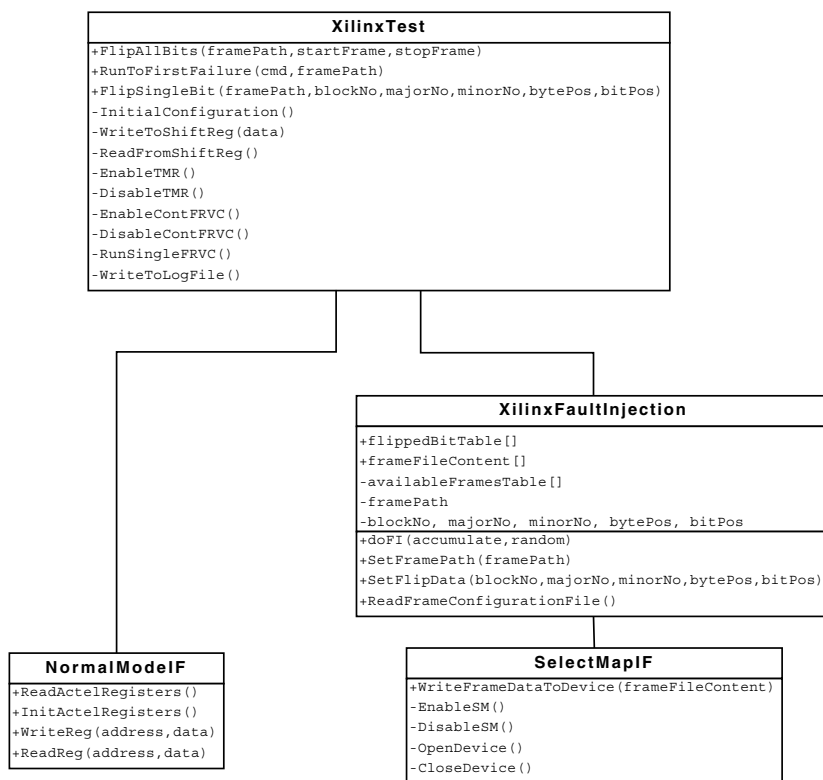 XilinxTest
+FlipAllBits(framePath,startFrame,stopFrame)
+RunToFirstFailure(cmd,framePath)
+FlipSingleBit(framePath,blockNo,majorNo,minorNo,bytePos,bitPos)
-InitialConfiguration()
-WriteToShiftReg(data)
-ReadFromShiftReg()
-EnableTMR()
-DisableTMR()
-EnableContFRVC()
-DisableContFRVC()
-RunSingleFRVC()
-WriteToLogFile()
XilinxFaultInjection
+flippedBitTable[]
+frameFileContent[]
-availableFramesTable[]
-framePath
-blockNo, majorNo, minorNo, bytePos, bitPos
+doFI(accumulate,random)
+SetFramePath(framePath)
+SetFlipData(blockNo,majorNo,minorNo,bytePos,bitPos)
+ReadFrameConfigurationFile()
NormalModeIF
+ReadActelRegisters()
+InitActelRegisters()
+WriteReg(address,data)
+ReadReg(address,data)
SelectMapIF
+WriteFrameDataToDevice(frameFileContent)
-EnableSM()
-DisableSM()
-OpenDevice()
-CloseDevice()